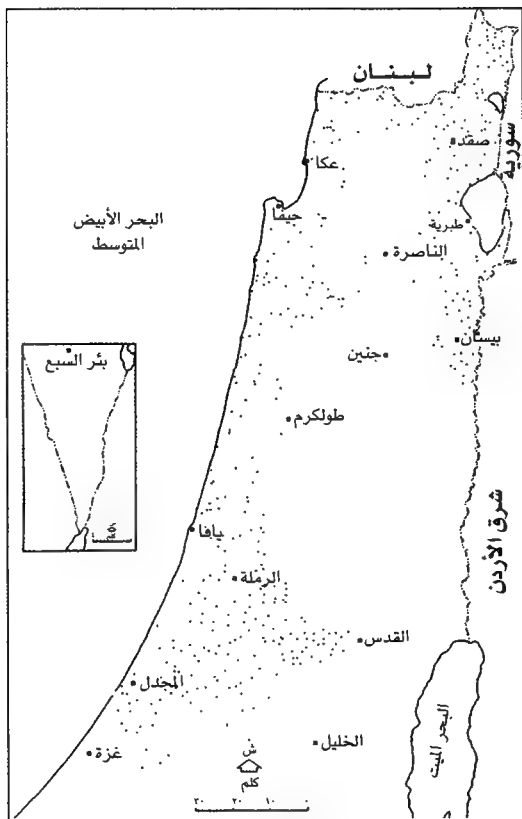 لبنان
سورية
صفد
عكا
حيفا
طبرية
البحر الأبيض
المتوسط
الناصرة
بيسان
جنين
بئر السبع
طولكرم
شرق الأردن
يافا
الرملة
القدس
المجدل
البحر الميت
الخليل
غزة
ش
كلم
٣٠ ٢٠ ١٠ ٠